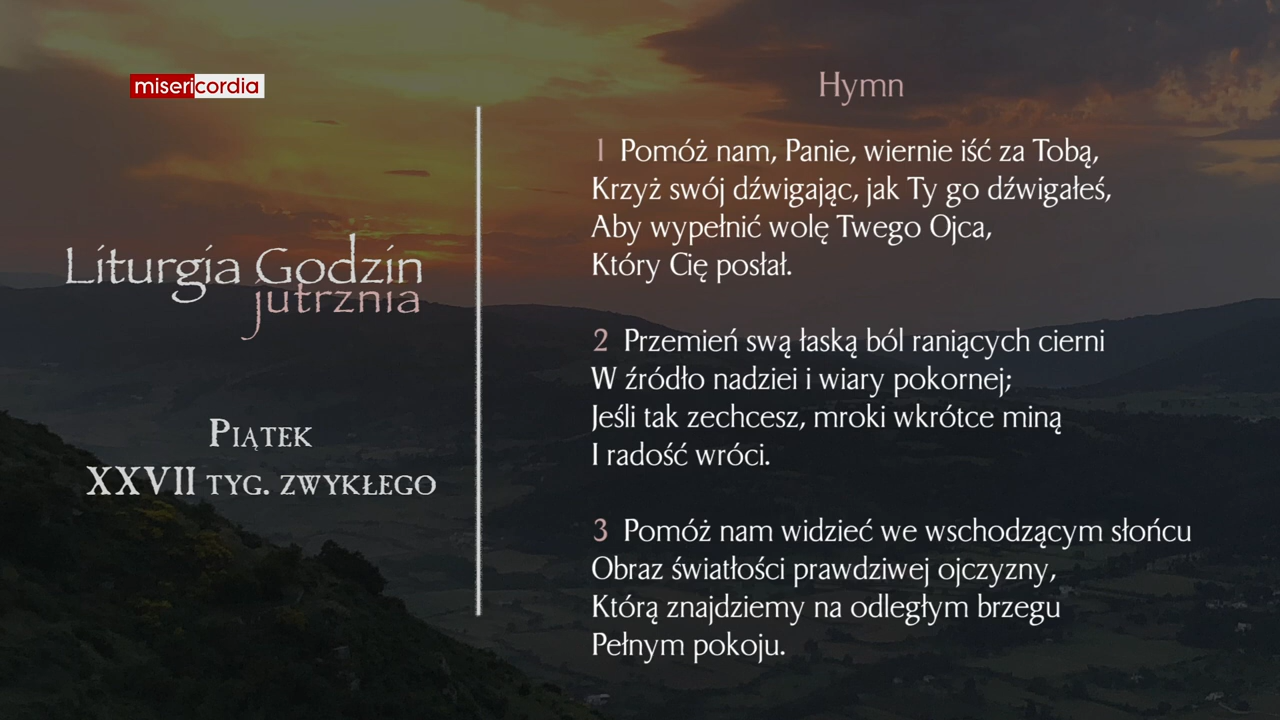 misericordia
Liturgia Godzin
jutrznia
Piątek
XXVII tyg. zwykłego
Hymn
1 Pomóż nam, Panie, wiernie iść za Tobą,
Krzyż swój dźwigając, jak Ty go dźwigałeś,
Aby wypełnić wolę Twego Ojca,
Który Cię posłał.
2 Przemień swą łaską ból raniących cierni
W źródło nadziei i wiary pokornej;
Jeśli tak zechcesz, mroki wkrótce miną
I radość wróci.
3 Pomóż nam widzieć we wschodzącym słońcu
Obraz światłości prawdziwej ojczyzny,
Którą znajdziemy na odległym brzegu
Pełnym pokoju.